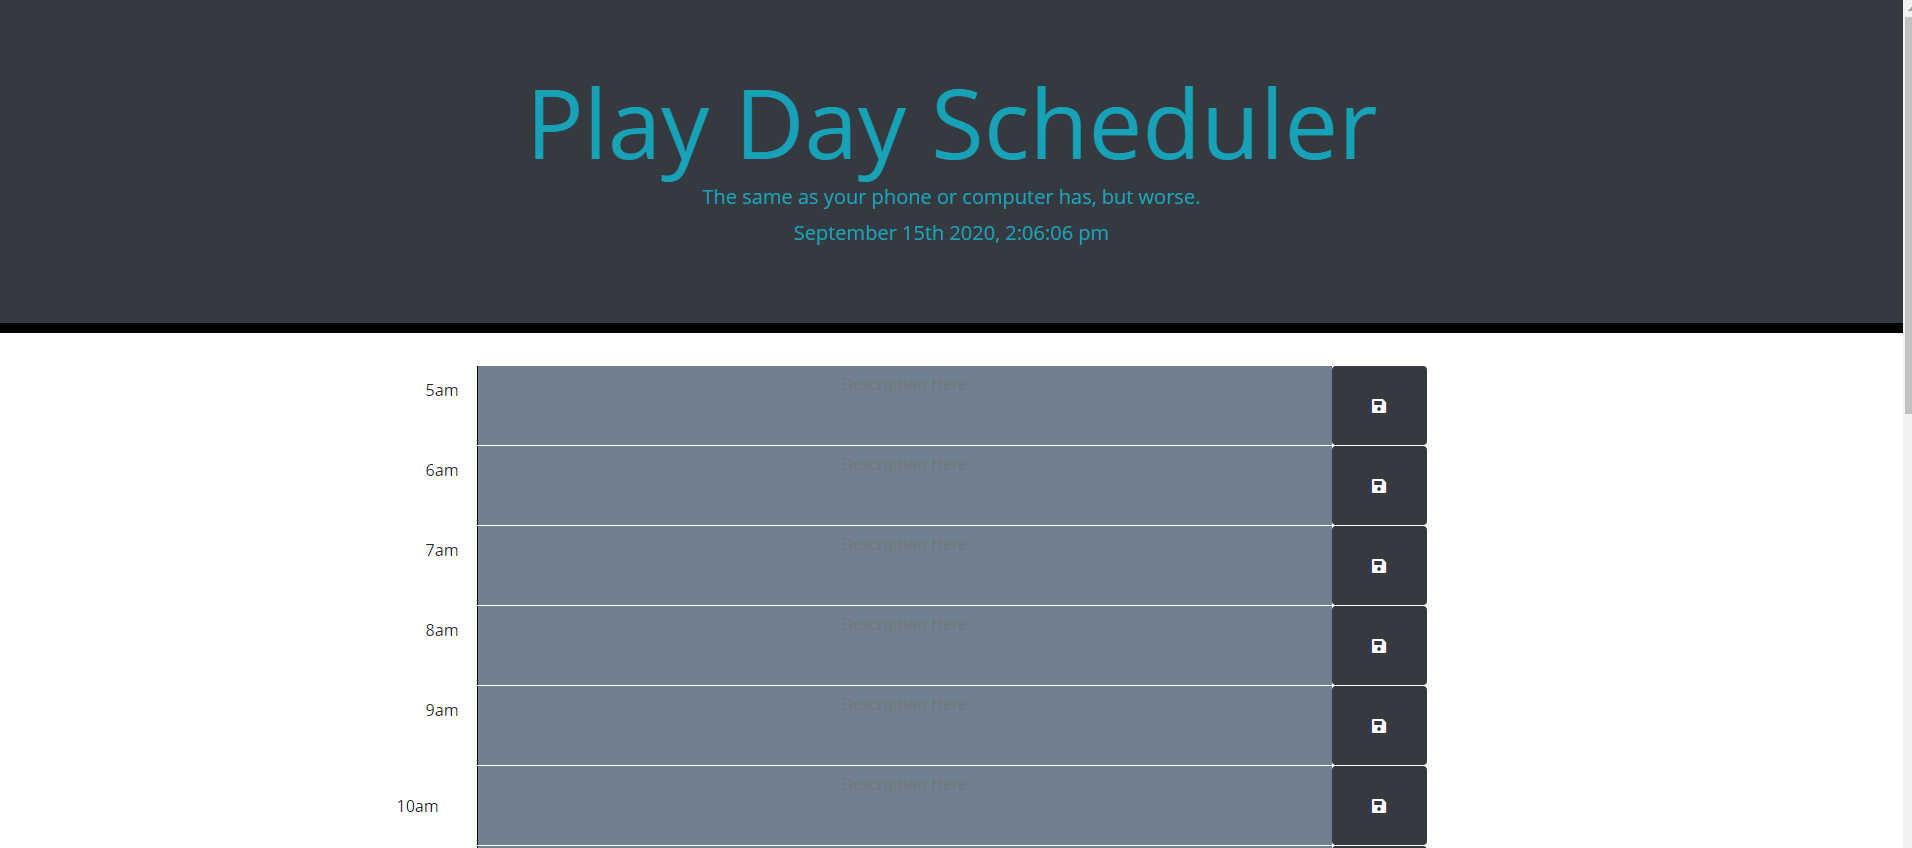 Play Day Scheduler
The same as your phone or computer has, but worse.
September 15th 2020, 2:06:06 pm
5am
Description Here
6am
Description Here
7am
Description Here
8am
Description Here
9am
Description Here
10am
Description Here